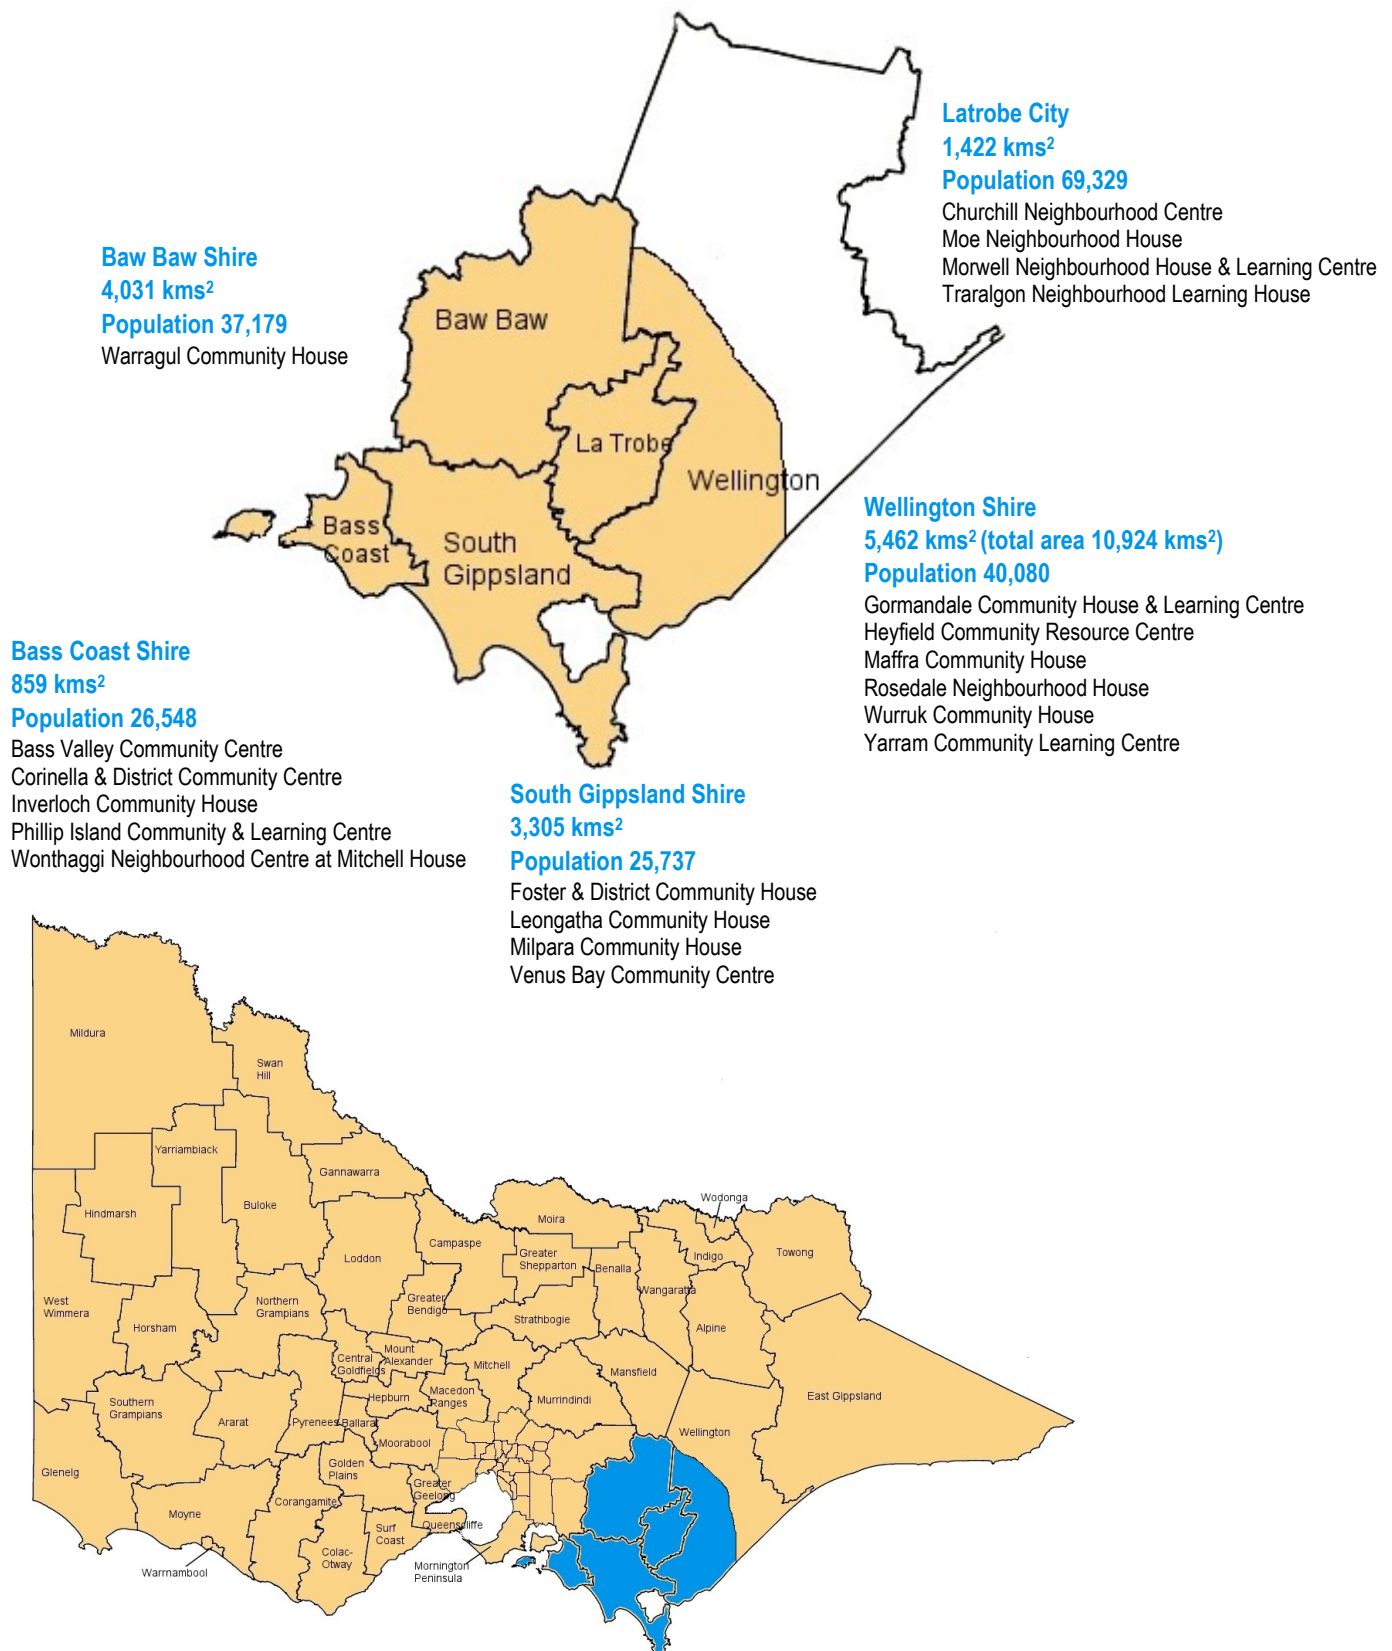 Latrobe City
1,422 kms²
Population 69,329
Churchill Neighbourhood Centre
Moe Neighbourhood House
Morwell Neighbourhood House & Learning Centre
Traralgon Neighbourhood Learning House
Baw Baw Shire
4,031 kms²
Population 37,179
Warragul Community House
Baw Baw
La Trobe
Wellington
Bass
Coast
South
Gippsland
Wellington Shire
5,462 kms² (total area 10,924 kms²)
Population 40,080
Gormandale Community House & Learning Centre
Heyfield Community Resource Centre
Maffra Community House
Rosedale Neighbourhood House
Wurruk Community House
Yarram Community Learning Centre
Bass Coast Shire
859 kms²
Population 26,548
Bass Valley Community Centre
Corinella & District Community Centre
Inverloch Community House
Phillip Island Community & Learning Centre
Wonthaggi Neighbourhood Centre at Mitchell House
South Gippsland Shire
3,305 kms²
Population 25,737
Foster & District Community House
Leongatha Community House
Milpara Community House
Venus Bay Community Centre
Mildura
Swan
Hill
Yarriambiack
Gannawarra
Hindmarsh
Buloke
Wodonga
Moira
Campaspe
Loddon
Greater
Shepparton
Benalla
Indigo
Towong
Wangaratta
West
Wimmera
Northern
Grampians
Greater
Bendigo
Horsham
Strathbogie
Alpine
Mount
Alexander
Central
Goldfields
Mitchell
Mansfield
Southern
Grampians
Hepburn
Macedon
Ranges
Murrindindi
East Gippsland
Ararat
Pyrenees
Ballarat
Wellington
Moorabool
Glenelg
Golden
Plains
Greater
Geelong
Corangamite
Moyne
Queenscliffe
Surf
Coast
Colac-
Otway
Warrnambool
Mornington
Peninsula